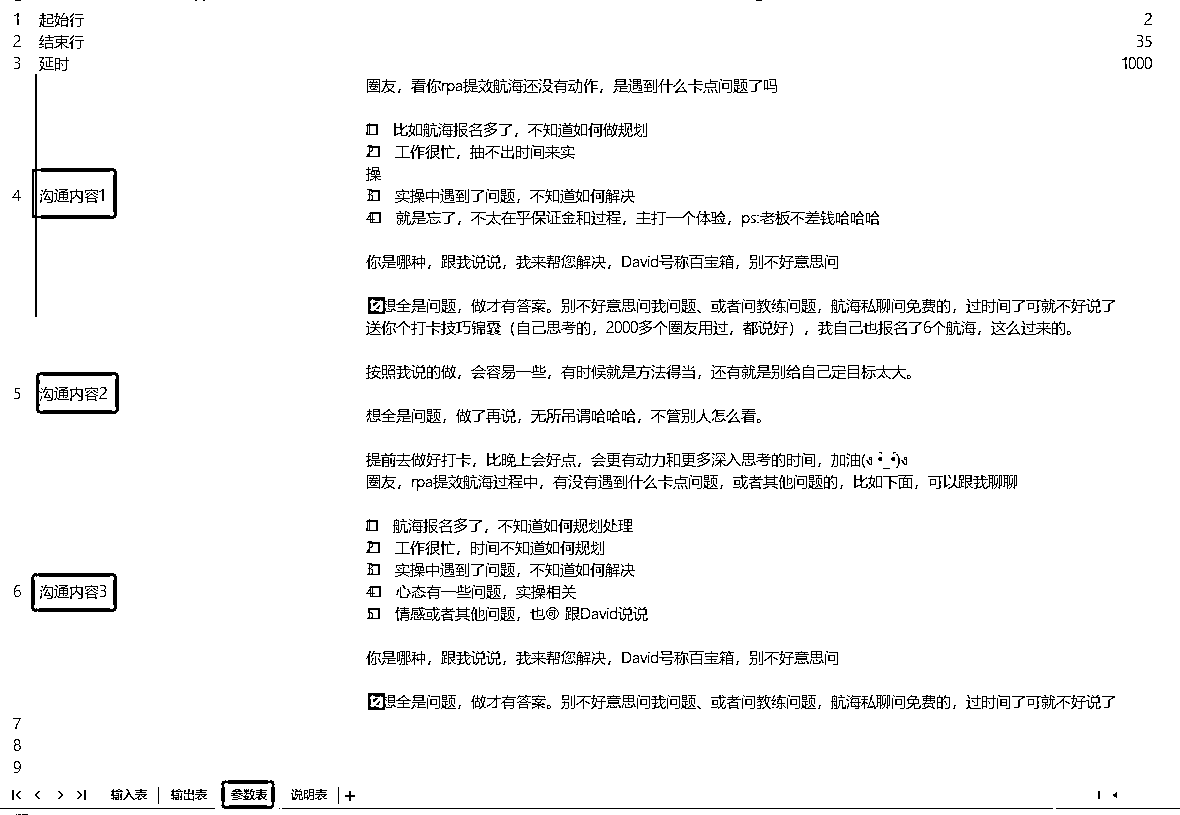 1 起始行 2
2 结束行 35
3 延时 1000
圈友，看你rpa提效航海还没有动作，是遇到什么卡点问题了吗
1 比如航海报名多了，不知道如何做规划
2 工作很忙，抽不出时间来实
操
4 沟通内容1
3 实操中遇到了问题，不知道如何解决
4 就是忘了，不太在乎保证金和过程，主打一个体验，ps:老板不差钱哈哈哈
你是哪种，跟我说说，我来帮您解决，David号称百宝箱，别不好意思问
想全是问题，做才有答案。别不好意思问我问题、或者问教练问题，航海私聊问免费的，过时间了可就不好说了
送你个打卡技巧锦囊（自己思考的，2000多个圈友用过，都说好），我自己也报名了6个航海，这么过来的。
按照我说的做，会容易一些，有时候就是方法得当，还有就是别给自己定目标太大。
5 沟通内容2
想全是问题，做了再说，无所吊谓哈哈哈，不管别人怎么看。
提前去做好打卡，比晚上会好点，会更有动力和更多深入思考的时间，加油(ง •̀_•́)ง
圈友，rpa提效航海过程中，有没有遇到什么卡点问题，或者其他问题的，比如下面，可以跟我聊聊
1 航海报名多了，不知道如何规划处理
2 工作很忙，时间不知道如何规划
3 实操中遇到了问题，不知道如何解决
6 沟通内容3
4 心态有一些问题，实操相关
5 情感或者其他问题，也🉑 跟David说说
你是哪种，跟我说说，我来帮您解决，David号称百宝箱，别不好意思问
想全是问题，做才有答案。别不好意思问我问题、或者问教练问题，航海私聊问免费的，过时间了可就不好说了
7
8
9
输入表 输出表 参数表 说明表 +